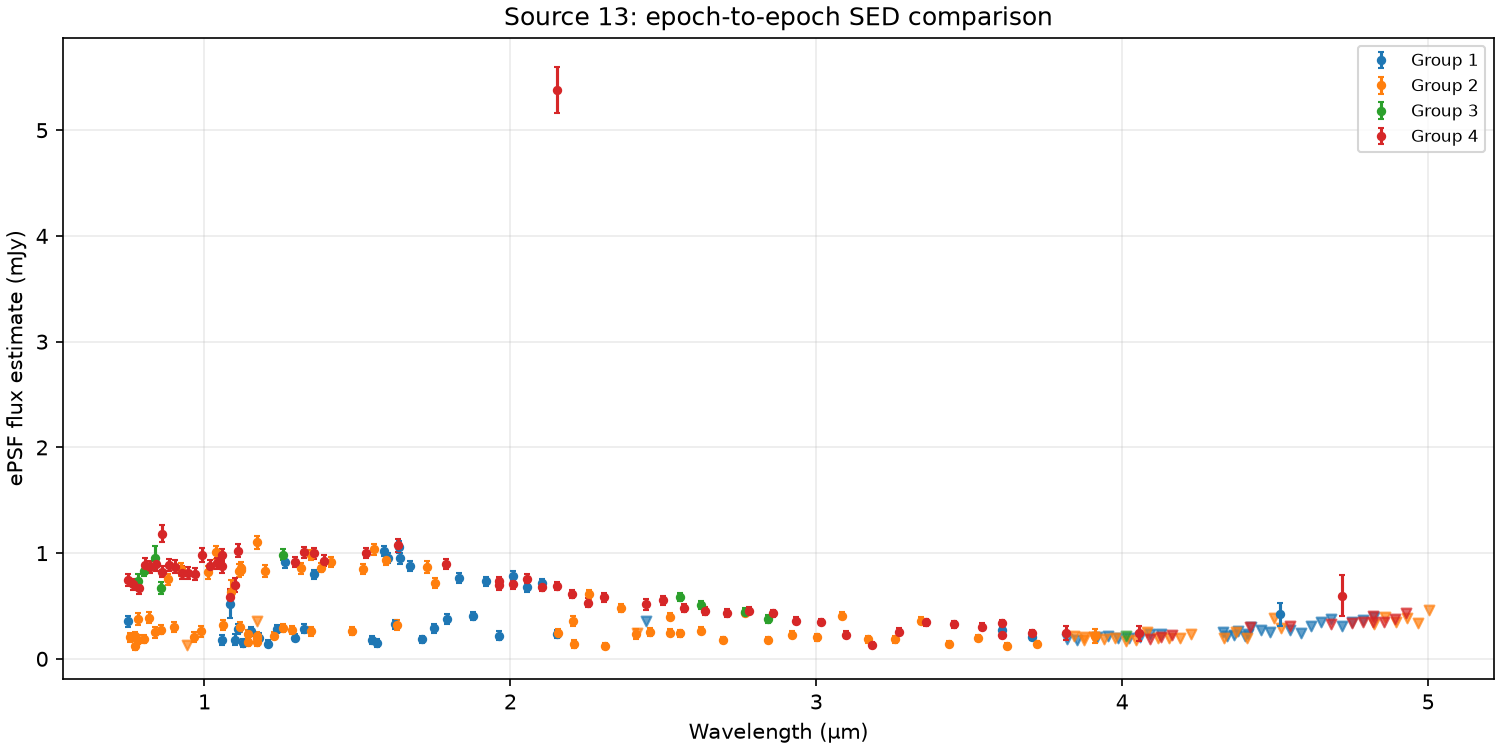 Source 13: epoch-to-epoch SED comparison
ePSF flux estimate (mJy)
5
4
3
2
1
0
1
2
3
4
5
Wavelength (μm)
Group 1
Group 2
Group 3
Group 4